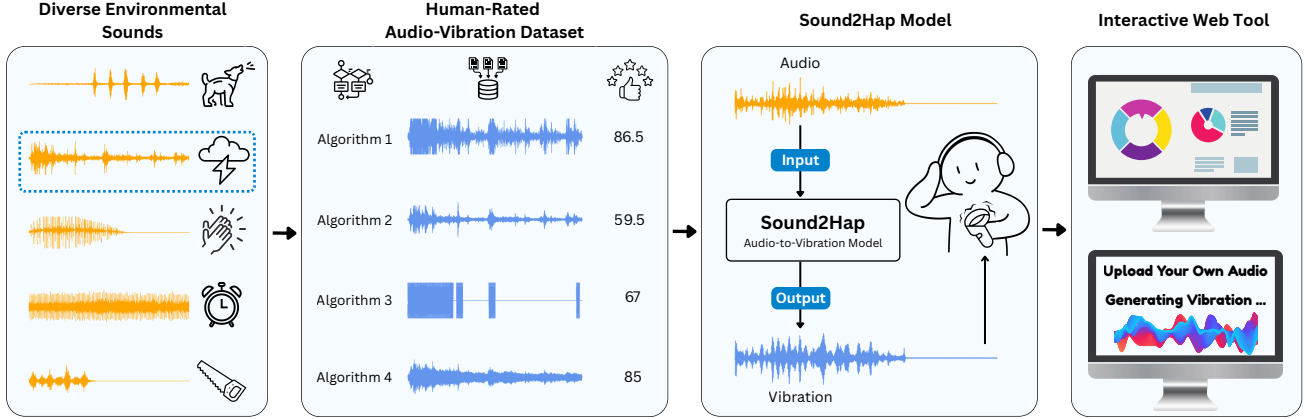 Diverse Environmental
Sounds
Human-Rated
Audio-Vibration Dataset
Algorithm 1
86.5
Algorithm 2
59.5
Algorithm 3
67
Algorithm 4
85
Sound2Hap Model
Audio
Input
Sound2Hap
Audio-to-Vibration Model
Output
Vibration
Interactive Web Tool
Upload Your Own Audio
Generating Vibration ...